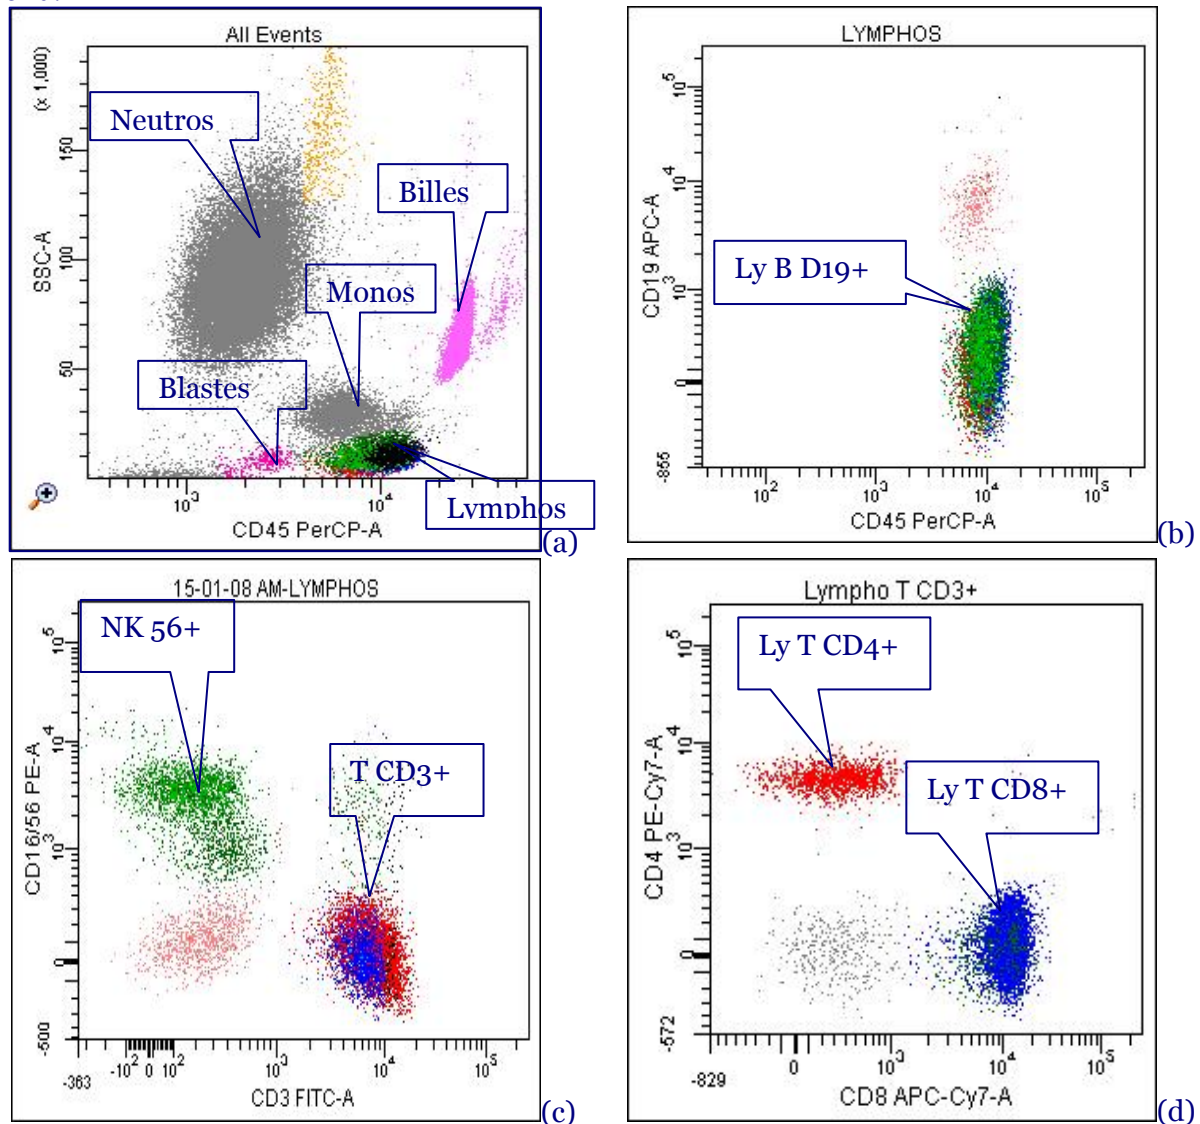 All Events
(x 1,000)
150
100
50
SSC-A
Neutros
Billes
Monos
Blastes
Lymphos
10³ 10⁴
CD45 PerCP-A
(a)
LYMPHOS
10⁵
10⁴
10³
0
-855
CD19 APC-A
Ly B D19+
10² 10³ 10⁴ 10⁵
CD45 PerCP-A
(b)
15-01-08 AM-LYMPHOS
NK 56+
T CD3+
10⁵
10⁴
10³
0
-500
CD16/56 PE-A
-363 -10² 0 10² 10³ 10⁴ 10⁵
CD3 FITC-A
(c)
Lympho T CD3+
Ly T CD4+
Ly T CD8+
10⁵
10⁴
10³
0
-572
CD4 PE-Cy7-A
-829 0 10³ 10⁴ 10⁵
CD8 APC-Cy7-A
(d)